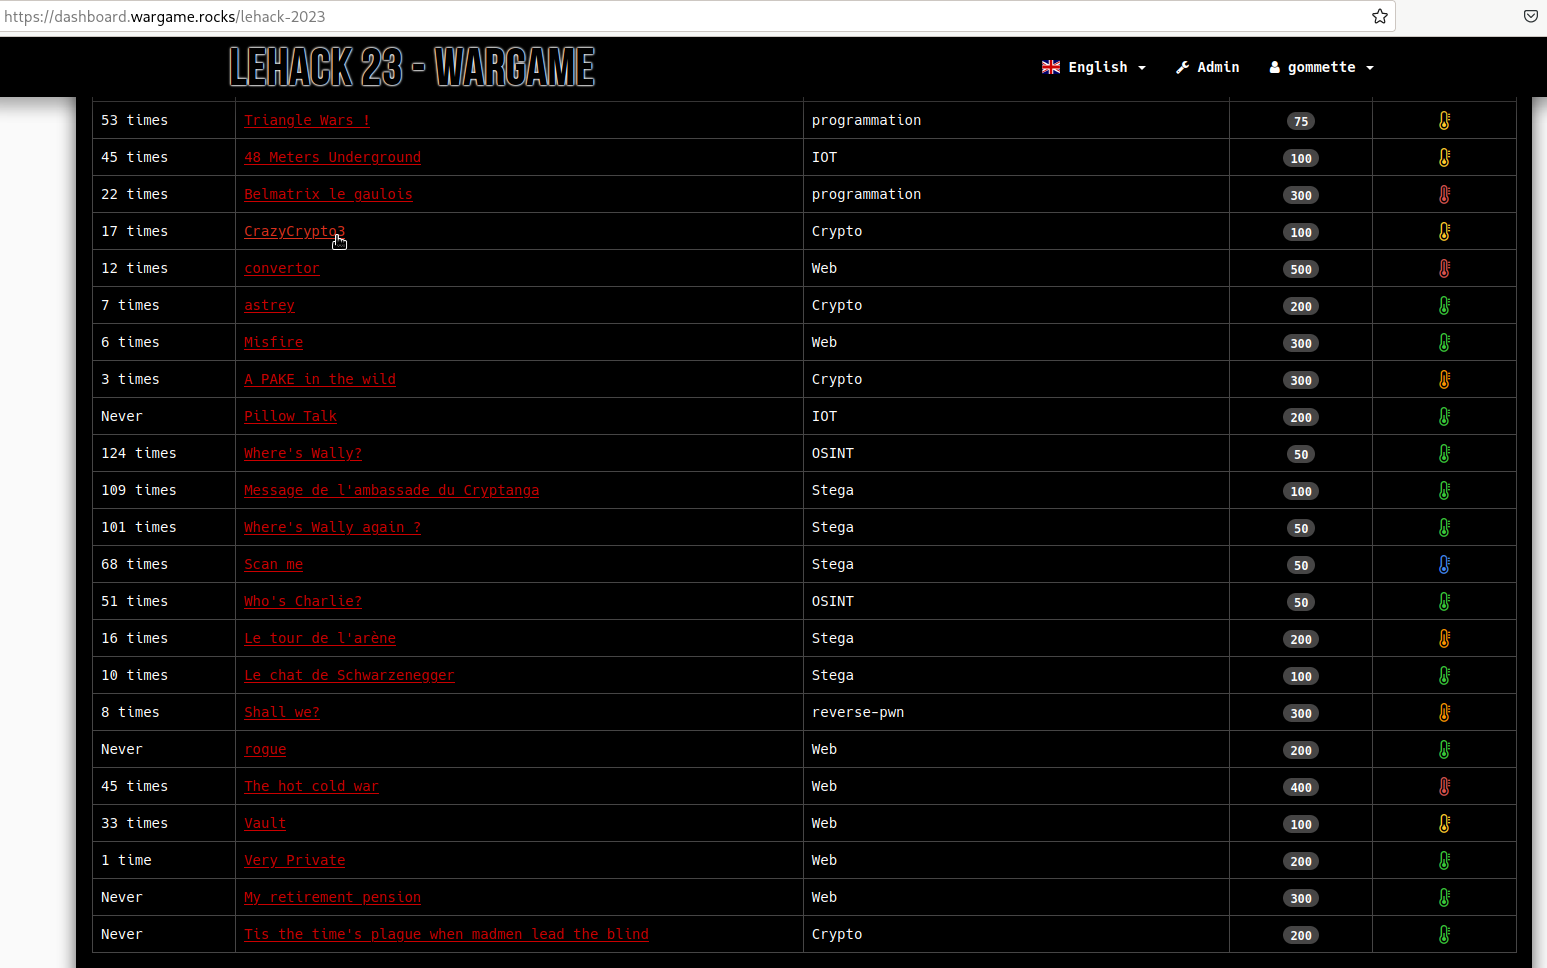 https://dashboard.wargame.rocks/lehack-2023
LEHACK 23 - WARGAME English Admin gommette
53 times Triangle Wars ! programmation 75
45 times 48 Meters Underground IOT 100
22 times Belmatrix le gaulois programmation 300
17 times CrazyCrypto3 Crypto 100
12 times convertor Web 500
7 times astrey Crypto 200
6 times Misfire Web 300
3 times A PAKE in the wild Crypto 300
Never Pillow Talk IOT 200
124 times Where's Wally? OSINT 50
109 times Message de l'ambassade du Cryptanga Stega 100
101 times Where's Wally again ? Stega 50
68 times Scan me Stega 50
51 times Who's Charlie? OSINT 50
16 times Le tour de l'arène Stega 200
10 times Le chat de Schwarzenegger Stega 100
8 times Shall we? reverse-pwn 300
Never rogue Web 200
45 times The hot cold war Web 400
33 times Vault Web 100
1 time Very Private Web 200
Never My retirement pension Web 300
Never Tis the time's plague when madmen lead the blind Crypto 200